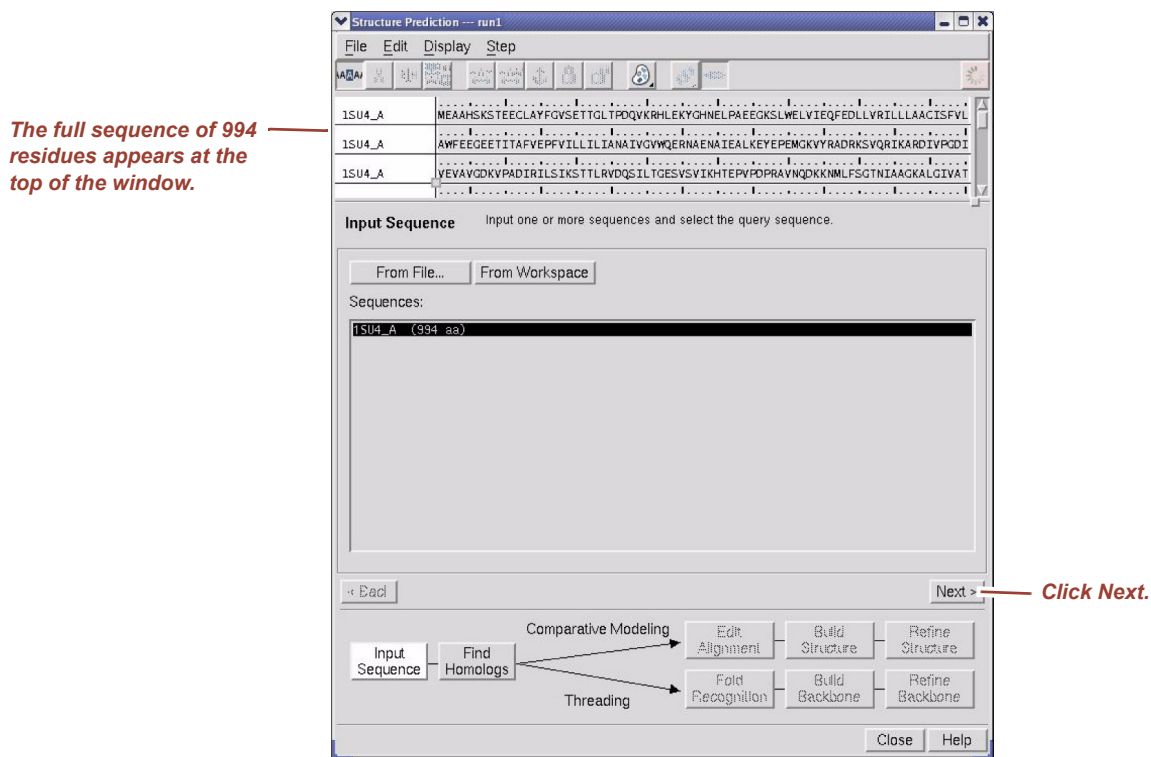 Structure Prediction --- run1
File Edit Display Step
The full sequence of 994
residues appears at the
top of the window.
1SU4_A MEAAHSKSTEECLAYFGVSETTGLTPDQVKRHLEKYGHNELPAEEGKSLWELVIEQFEDLLVRILLLAACISFVL
1SU4_A AWFEEGEETITAFVEPFVILLILIANAIVGVWQERNAENAIEALKEYEPEMGKVYRADRKSVQRIKARDIVPGDI
1SU4_A VEVAVGDKVPADIRILSIKSTTLRVDQSILTGESVSVIKHTEPVPDPRAVNQDKKNMLFSGTNIAAGKALGIVAT
Input Sequence Input one or more sequences and select the query sequence.
From File... From Workspace
Sequences:
1SU4_A (994 aa)
< Back Next >
Click Next.
Comparative Modeling
Input Sequence
Find Homologs
Edit Alignment
Build Structure
Refine Structure
Threading
Fold Recognition
Build Backbone
Refine Backbone
Close Help